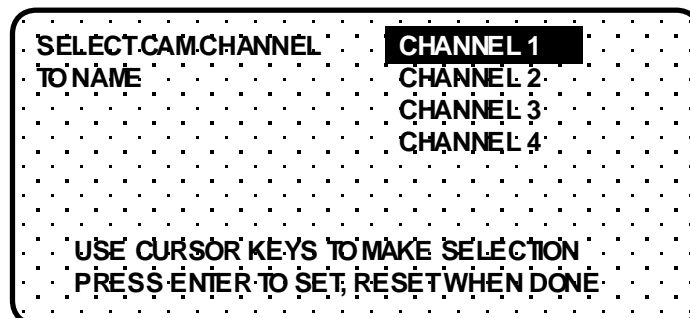 SELECT CAM CHANNEL
TO NAME
CHANNEL 1
CHANNEL 2
CHANNEL 3
CHANNEL 4
USE CURSOR KEYS TO MAKE SELECTION
PRESS ENTER TO SET, RESET WHEN DONE